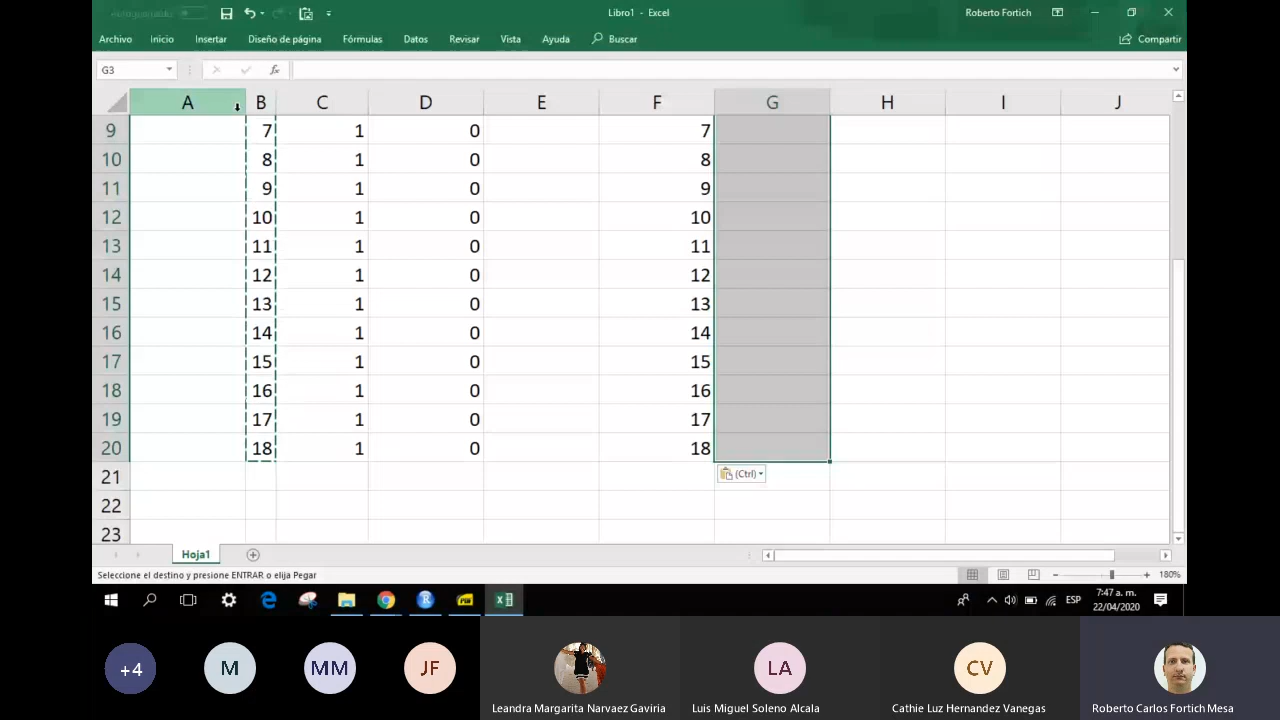 Autoguardado
Libro1 - Excel
Roberto Fortich
Archivo Inicio Insertar Diseño de página Fórmulas Datos Revisar Vista Ayuda Buscar Compartir
G3 fx
A B C D E F G H I J
9 7 1 0 7
10 8 1 0 8
11 9 1 0 9
12 10 1 0 10
13 11 1 0 11
14 12 1 0 12
15 13 1 0 13
16 14 1 0 14
17 15 1 0 15
18 16 1 0 16
19 17 1 0 17
20 18 1 0 18
21 (Ctrl)
22
23
Hoja1
Seleccione el destino y presione ENTRAR o elija Pegar 180%
ESP
7:47 a. m.
22/04/2020
+4 M MM JF LA CV
Leandra Margarita Narvaez Gaviria Luis Miguel Soleno Alcala Cathie Luz Hernandez Vanegas Roberto Carlos Fortich Mesa